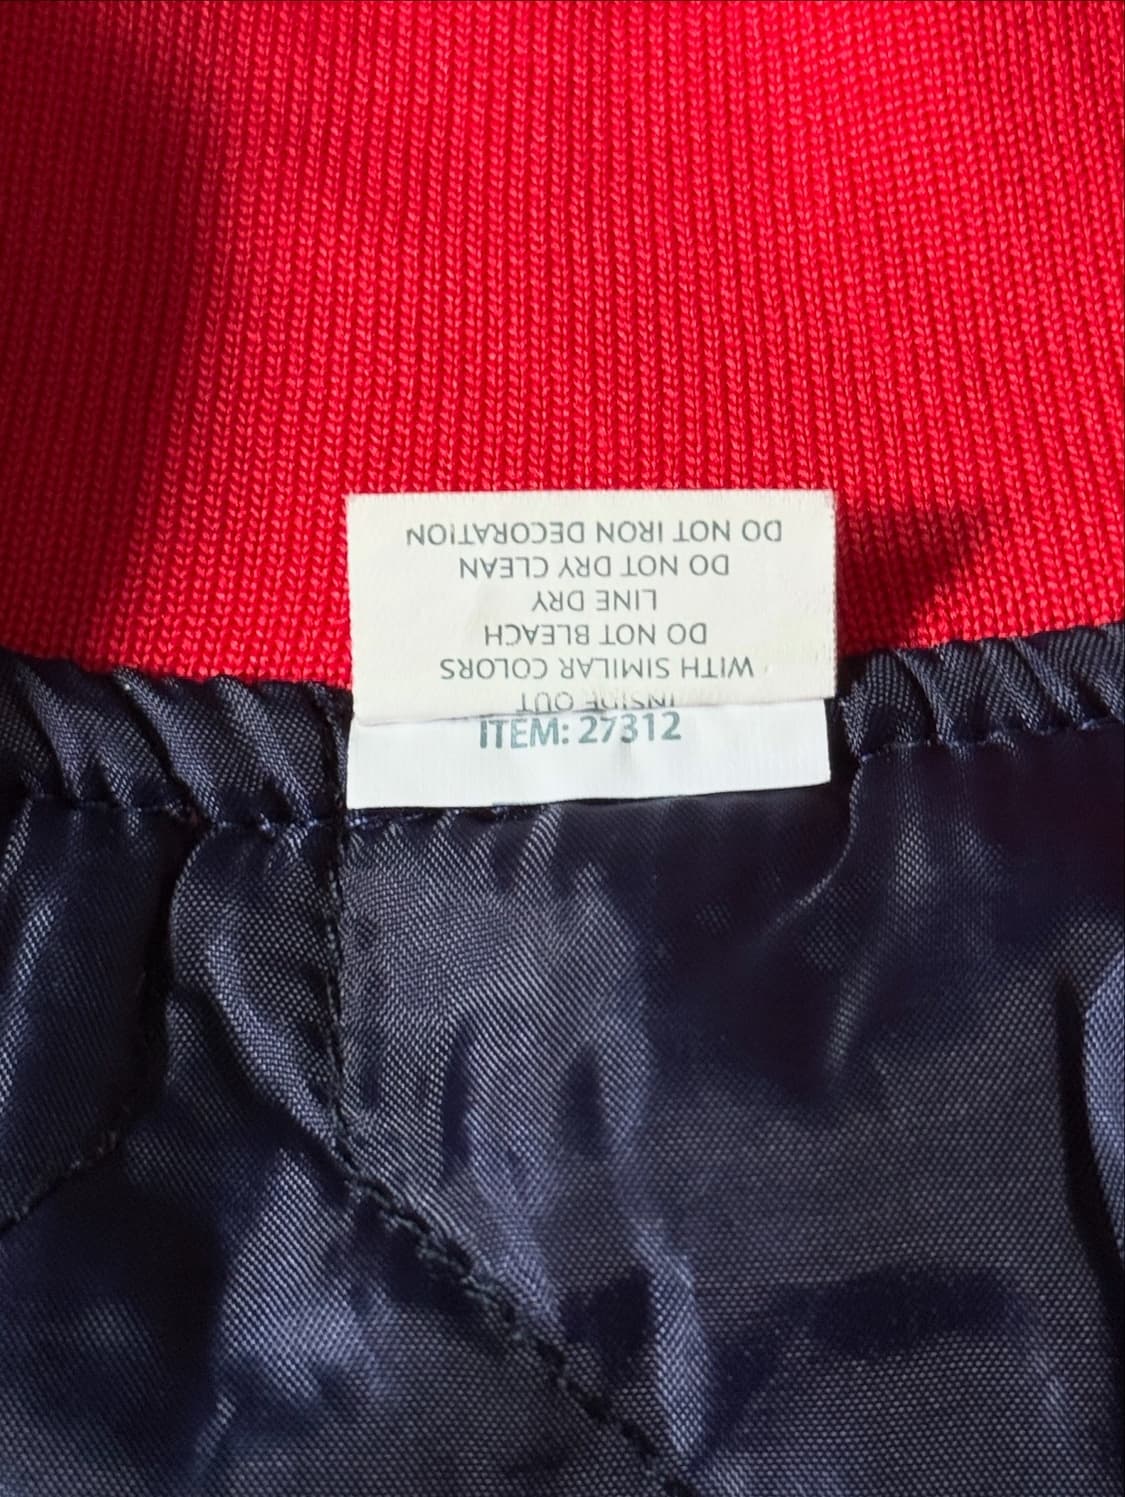 INSIDE OUT
WITH SIMILAR COLORS
DO NOT BLEACH
LINE DRY
DO NOT DRY CLEAN
DO NOT IRON DECORATION
ITEM: 27312